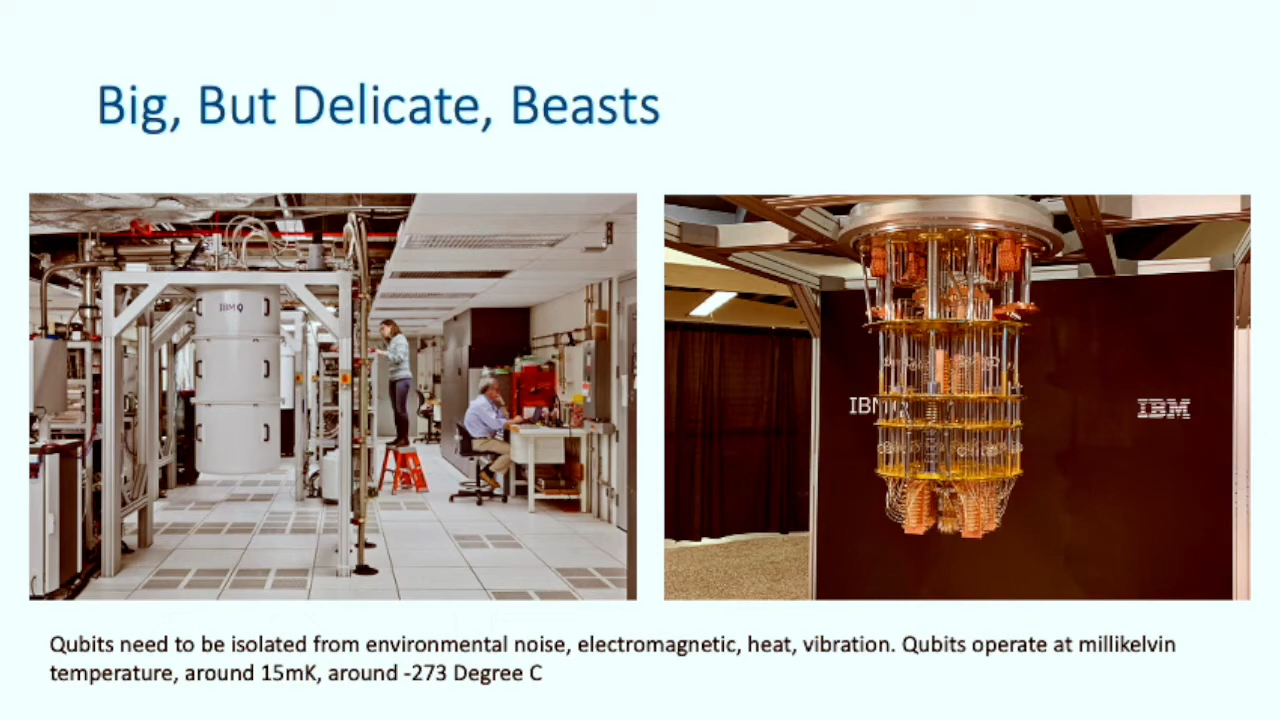 Big, But Delicate, Beasts
IBM Q
IBM Q
IBM
Qubits need to be isolated from environmental noise, electromagnetic, heat, vibration. Qubits operate at millikelvin
temperature, around 15mK, around -273 Degree C